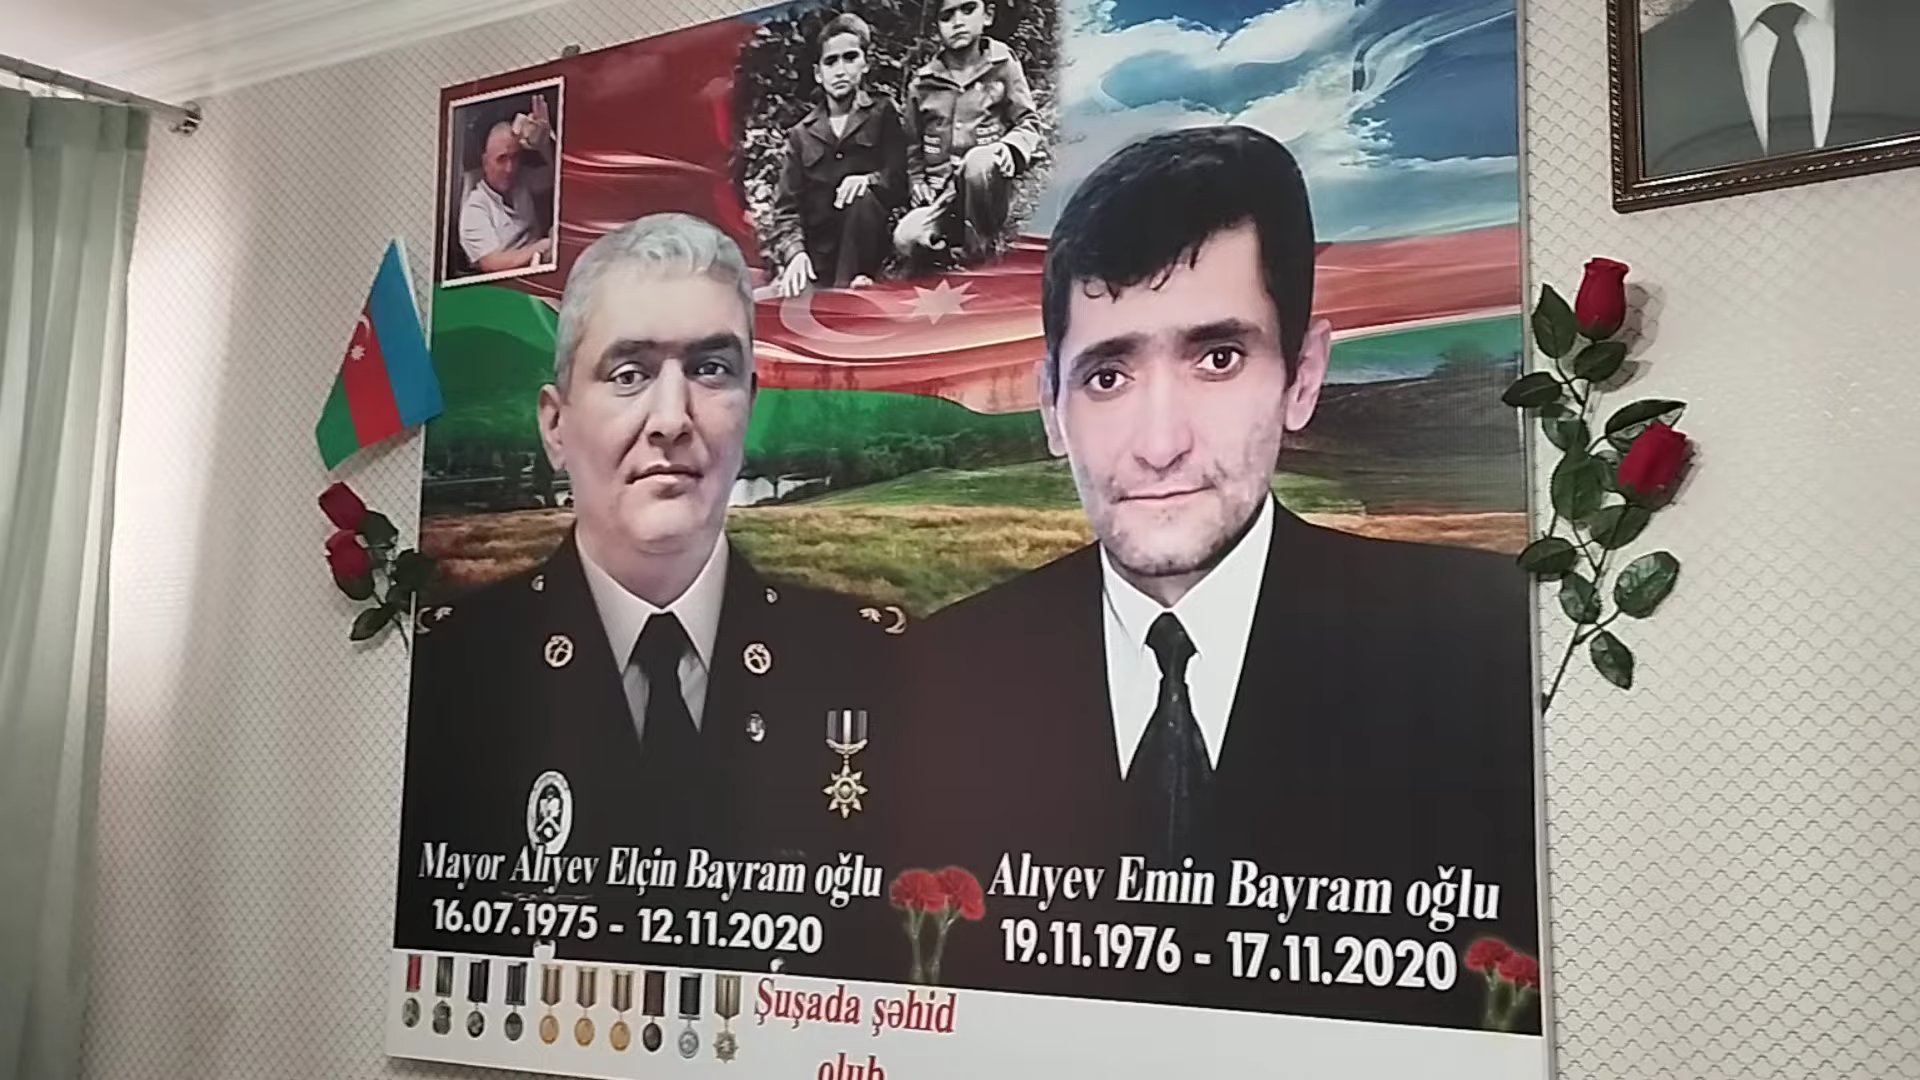 Mayor Alıyev Elçin Bayram oğlu
16.07.1975 - 12.11.2020
Alıyev Emin Bayram oğlu
19.11.1976 - 17.11.2020
Şuşada şəhid
olub